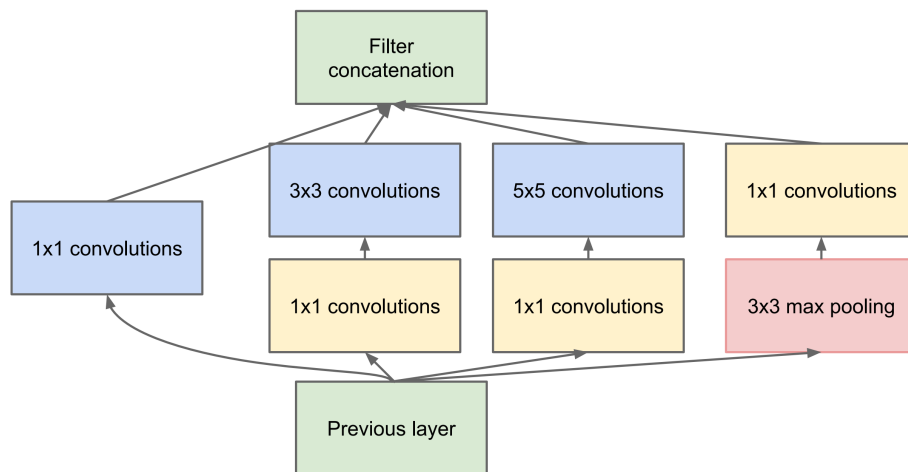 Filter
concatenation
3x3 convolutions
5x5 convolutions
1x1 convolutions
1x1 convolutions
1x1 convolutions
1x1 convolutions
3x3 max pooling
Previous layer